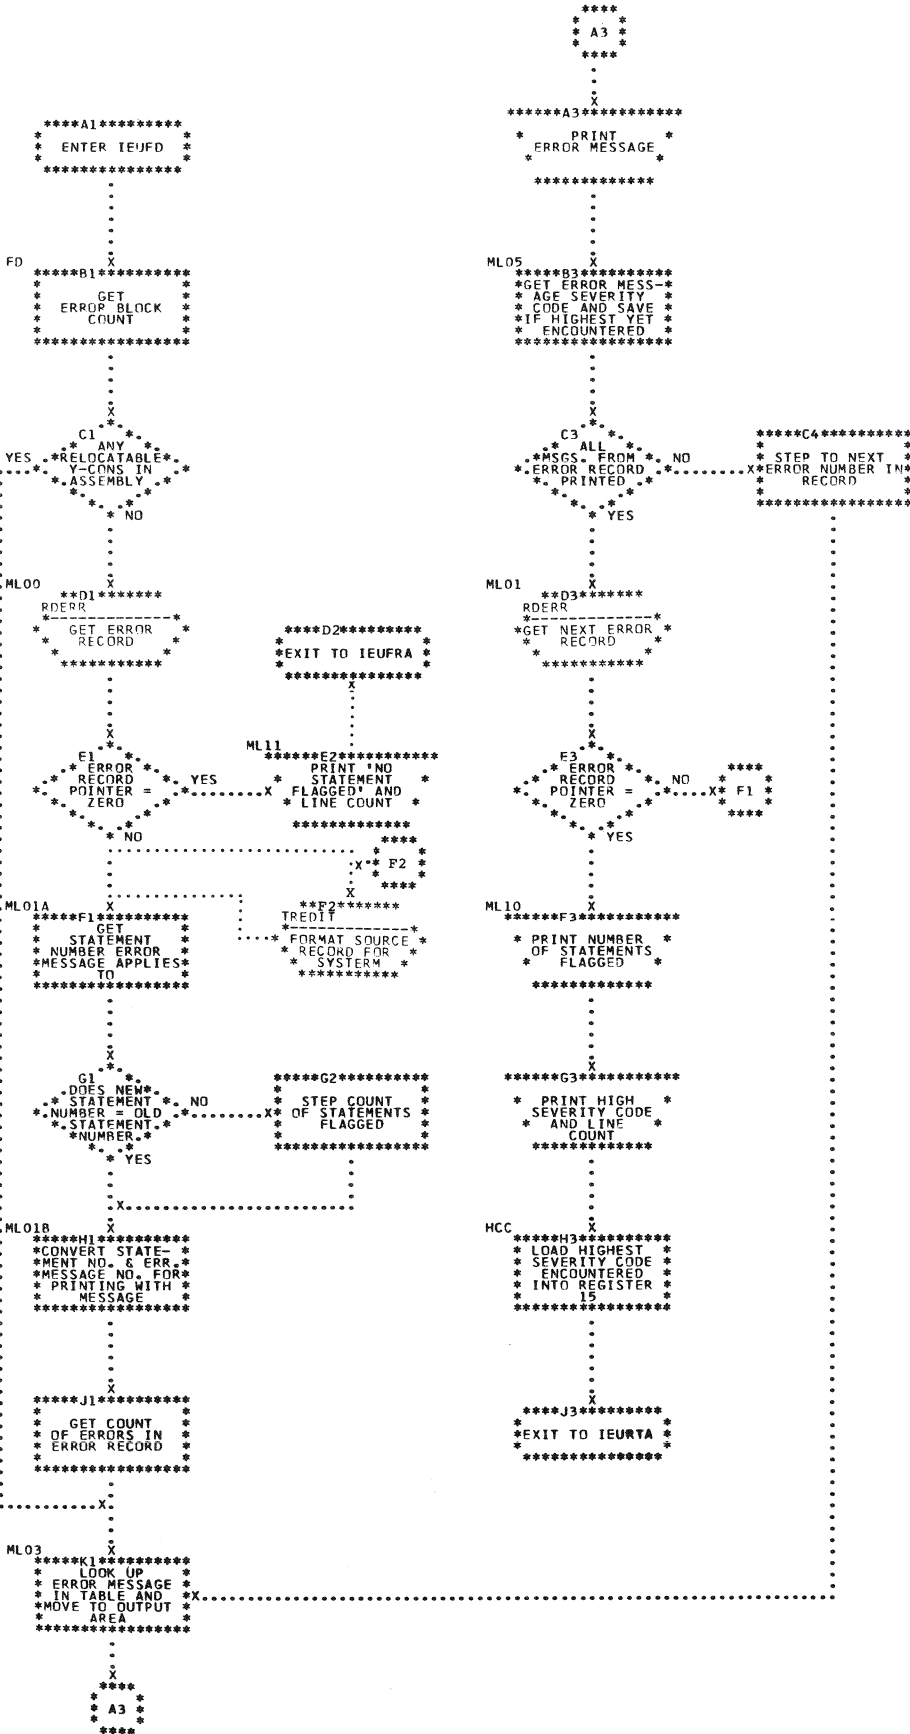 A3
A1
ENTER IEUFD
A3
PRINT
ERROR MESSAGE
FD
B1
GET
ERROR BLOCK
COUNT
ML05
B3
GET ERROR MESS-
AGE SEVERITY
CODE AND SAVE
IF HIGHEST YET
ENCOUNTERED
C1
ANY
RELOCATABLE
Y-CONS IN
ASSEMBLY
YES
NO
C3
ALL
MSGS. FROM
ERROR RECORD
PRINTED
NO
YES
C4
STEP TO NEXT
ERROR NUMBER IN
RECORD
ML00
D1
RDERR
GET ERROR
RECORD
D2
EXIT TO IEUFRA
ML01
D3
RDERR
GET NEXT ERROR
RECORD
E1
ERROR
RECORD
POINTER =
ZERO
YES
NO
ML11
E2
PRINT 'NO
STATEMENT
FLAGGED' AND
LINE COUNT
E3
ERROR
RECORD
POINTER =
ZERO
NO
YES
F1
F2
ML01A
F1
GET
STATEMENT
NUMBER ERROR
MESSAGE APPLIES
TO
F2
TREDIT
FORMAT SOURCE
RECORD FOR
SYSTERM
ML10
F3
PRINT NUMBER
OF STATEMENTS
FLAGGED
G1
DOES NEW
STATEMENT
NUMBER = OLD
STATEMENT
NUMBER.
NO
YES
G2
STEP COUNT
OF STATEMENTS
FLAGGED
G3
PRINT HIGH
SEVERITY CODE
AND LINE
COUNT
ML01B
H1
CONVERT STATE-
MENT NO. & ERR.
MESSAGE NO. FOR
PRINTING WITH
MESSAGE
HCC
H3
LOAD HIGHEST
SEVERITY CODE
ENCOUNTERED
INTO REGISTER
15
J1
GET COUNT
OF ERRORS IN
ERROR RECORD
J3
EXIT TO IEURTA
ML03
K1
LOOK UP
ERROR MESSAGE
IN TABLE AND
MOVE TO OUTPUT
AREA
A3